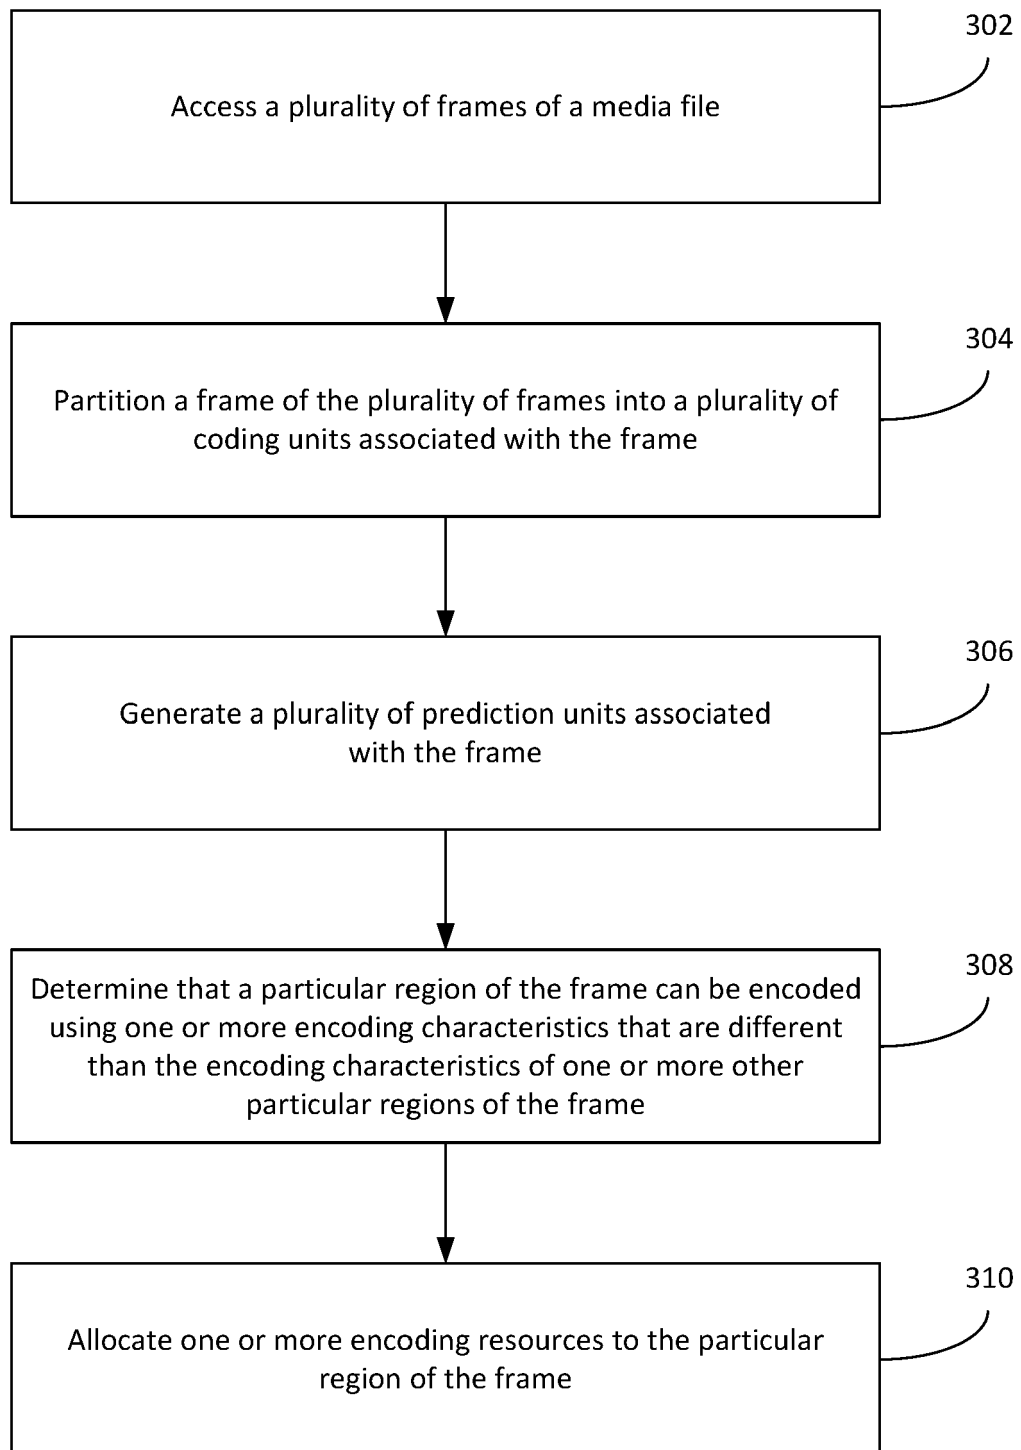 302
Access a plurality of frames of a media file
304
Partition a frame of the plurality of frames into a plurality of
coding units associated with the frame
306
Generate a plurality of prediction units associated
with the frame
308
Determine that a particular region of the frame can be encoded
using one or more encoding characteristics that are different
than the encoding characteristics of one or more other
particular regions of the frame
310
Allocate one or more encoding resources to the particular
region of the frame